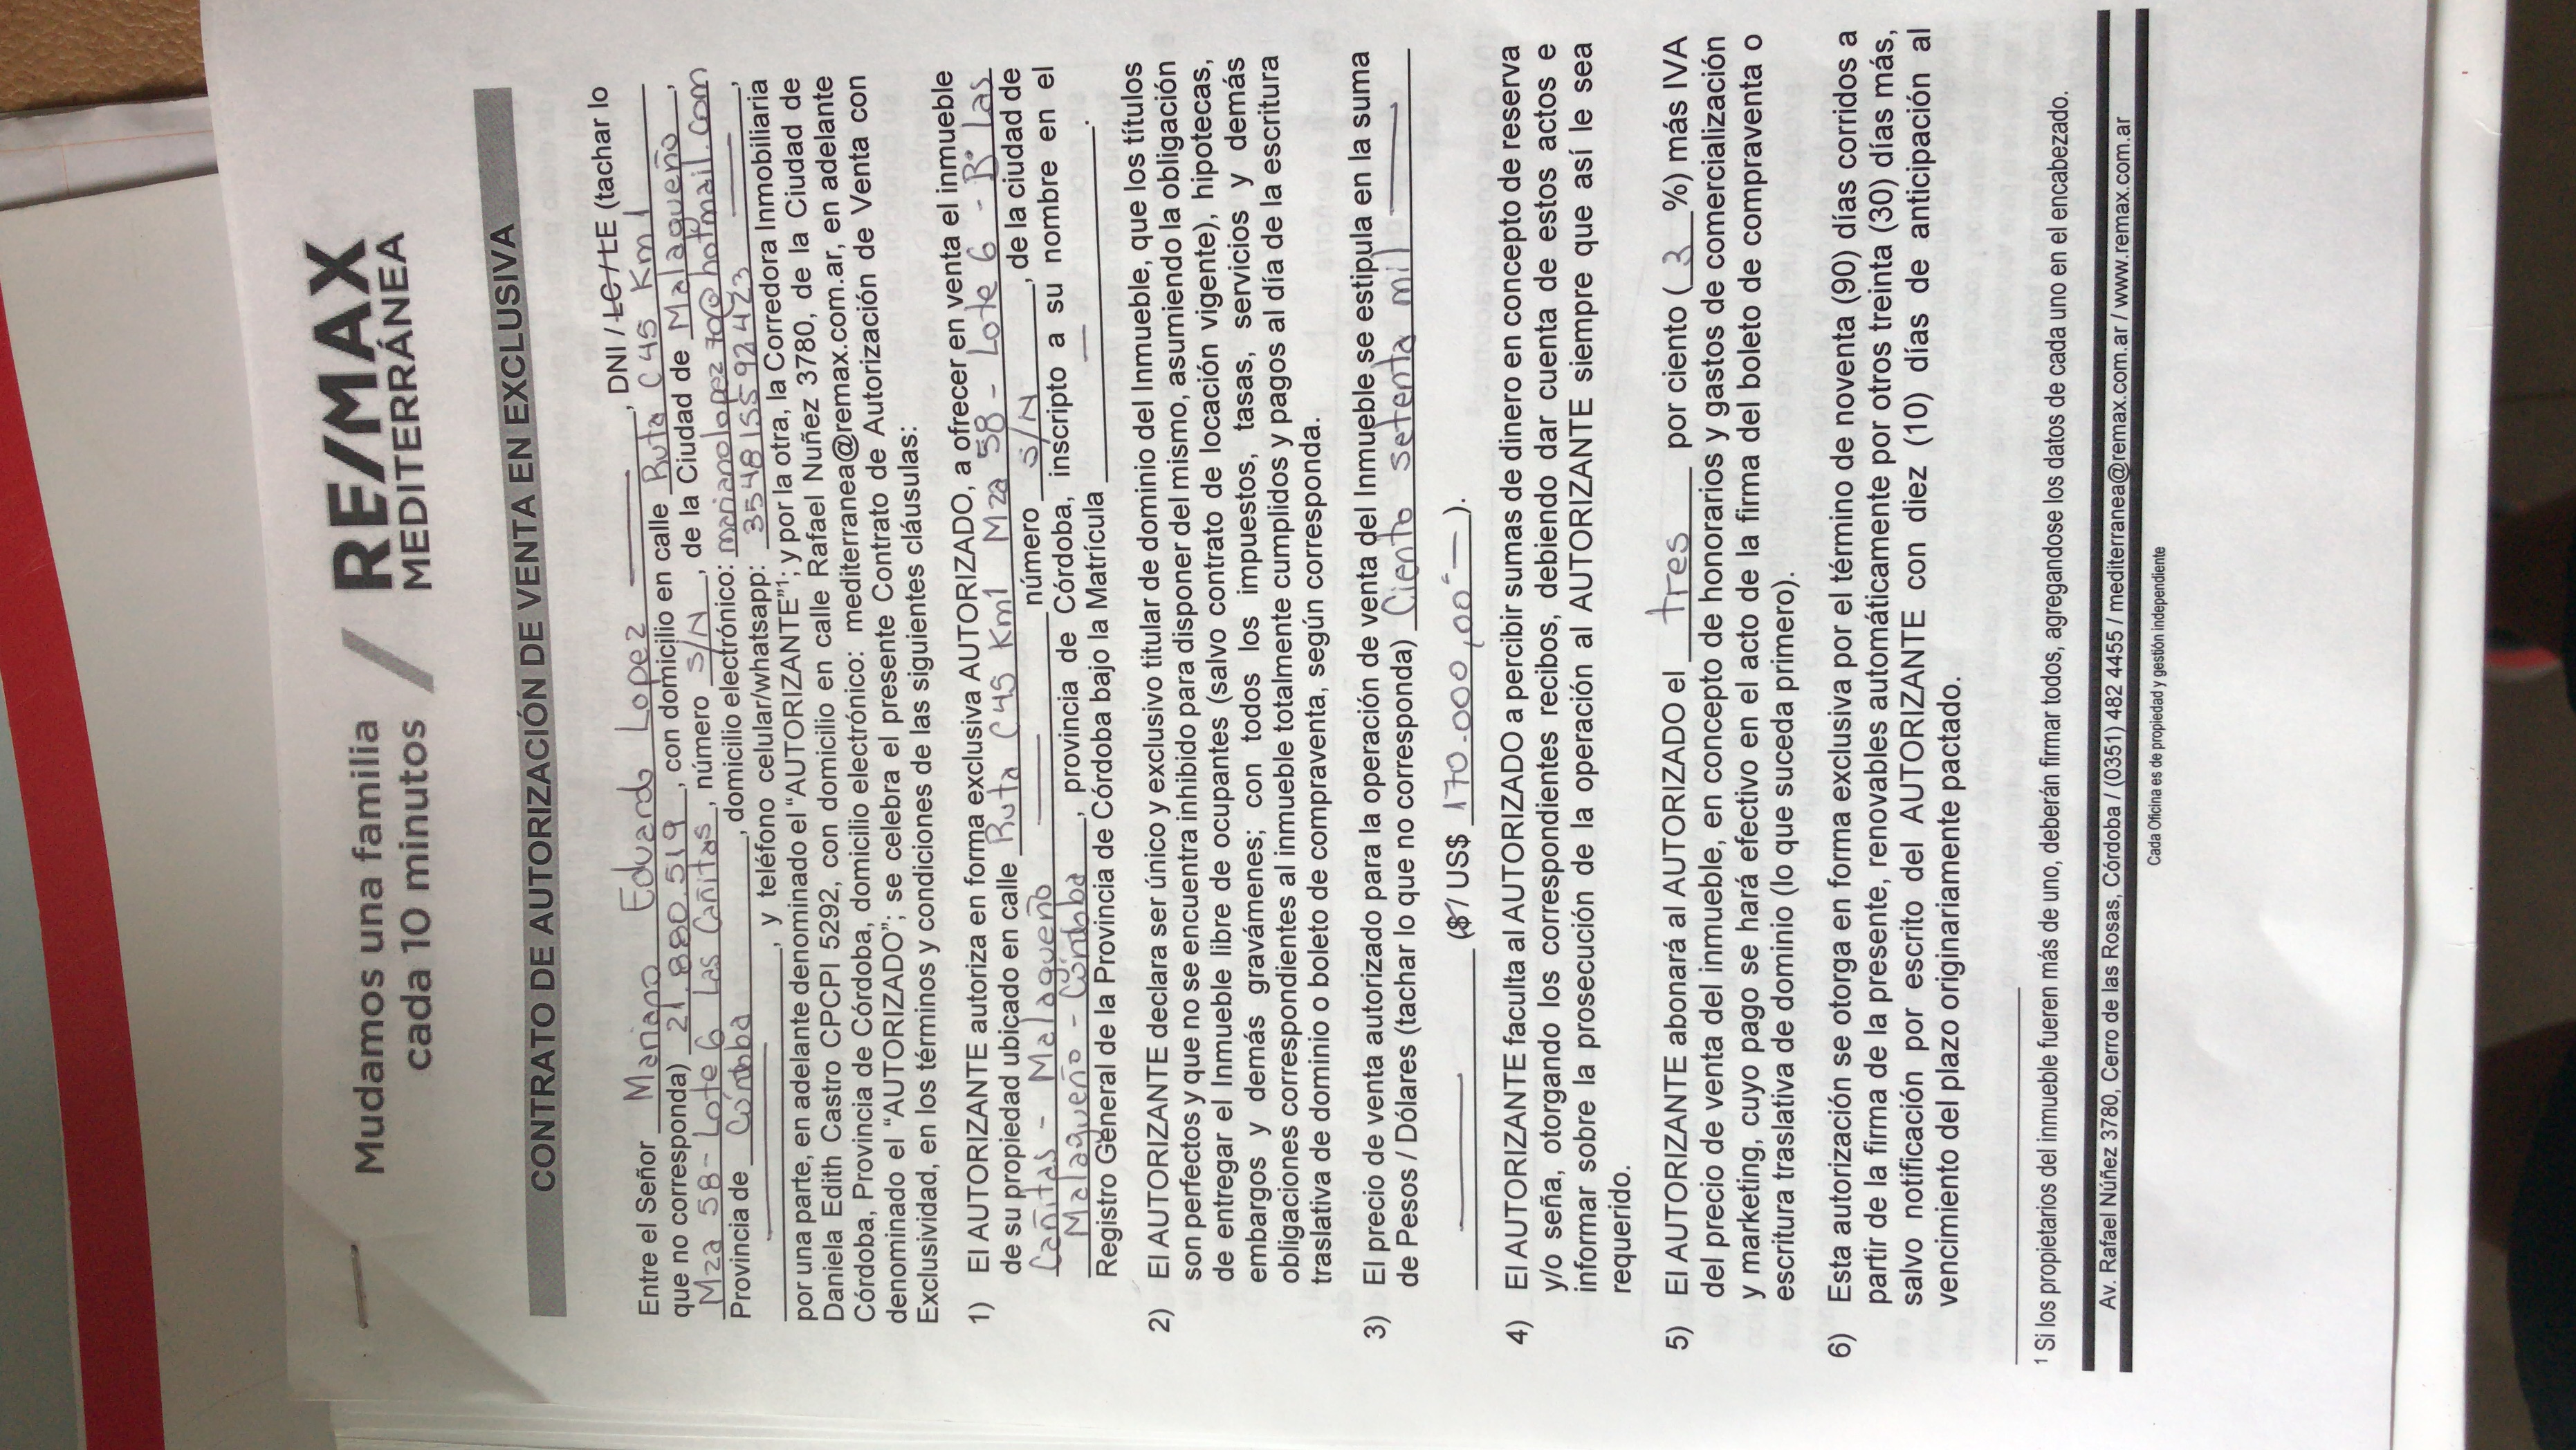 Mudamos una familia
cada 10 minutos
RE/MAX
MEDITERRÁNEA
CONTRATO DE AUTORIZACIÓN DE VENTA EN EXCLUSIVA
Entre el Señor Mariano Eduardo Lopez, DNI / LC / LE (tachar lo
que no corresponda) 21.880.519, con domicilio en calle Ruta C45 Km1
Mza 58 - Lote 6 Las Cañitas, número S/N, de la Ciudad de Malagueño,
Provincia de Córdoba, domicilio electrónico: marianolopez70@hotmail.com
, y teléfono celular/whatsapp: 354815592423,
por una parte, en adelante denominado el “AUTORIZANTE”1; y por la otra, la Corredora Inmobiliaria
Daniela Edith Castro CPCPI 5292, con domicilio en calle Rafael Nuñez 3780, de la Ciudad de
Córdoba, Provincia de Córdoba, domicilio electrónico: mediterranea@remax.com.ar, en adelante
denominado el “AUTORIZADO”; se celebra el presente Contrato de Autorización de Venta con
Exclusividad, en los términos y condiciones de las siguientes cláusulas:
1) El AUTORIZANTE autoriza en forma exclusiva AUTORIZADO, a ofrecer en venta el inmueble
de su propiedad ubicado en calle Ruta C45 Km1 Mza 58 - Lote 6 - B° Las
Cañitas - Malagueño número S/N, de la ciudad de
Malagueño - Córdoba, provincia de Córdoba, inscripto a su nombre en el
Registro General de la Provincia de Córdoba bajo la Matrícula —.
2) El AUTORIZANTE declara ser único y exclusivo titular de dominio del Inmueble, que los títulos
son perfectos y que no se encuentra inhibido para disponer del mismo, asumiendo la obligación
de entregar el Inmueble libre de ocupantes (salvo contrato de locación vigente), hipotecas,
embargos y demás gravámenes; con todos los impuestos, tasas, servicios y demás
obligaciones correspondientes al inmueble totalmente cumplidos y pagos al día de la escritura
traslativa de dominio o boleto de compraventa, según corresponda.
3) El precio de venta autorizado para la operación de venta del Inmueble se estipula en la suma
de Pesos / Dólares (tachar lo que no corresponda) Ciento setenta mil
($ / US$ 170.000,00 —).
4) El AUTORIZANTE faculta al AUTORIZADO a percibir sumas de dinero en concepto de reserva
y/o seña, otorgando los correspondientes recibos, debiendo dar cuenta de estos actos e
informar sobre la prosecución de la operación al AUTORIZANTE siempre que así le sea
requerido.
5) El AUTORIZANTE abonará al AUTORIZADO el tres por ciento (3 %) más IVA
del precio de venta del inmueble, en concepto de honorarios y gastos de comercialización
y marketing, cuyo pago se hará efectivo en el acto de la firma del boleto de compraventa o
escritura traslativa de dominio (lo que suceda primero).
6) Esta autorización se otorga en forma exclusiva por el término de noventa (90) días corridos a
partir de la firma de la presente, renovables automáticamente por otros treinta (30) días más,
salvo notificación por escrito del AUTORIZANTE con diez (10) días de anticipación al
vencimiento del plazo originariamente pactado.
1 Si los propietarios del inmueble fueren más de uno, deberán firmar todos, agregandose los datos de cada uno en el encabezado.
Av. Rafael Núñez 3780, Cerro de las Rosas, Córdoba / (0351) 482 4455 / mediterranea@remax.com.ar / www.remax.com.ar
Cada Oficina es de propiedad y gestión independiente